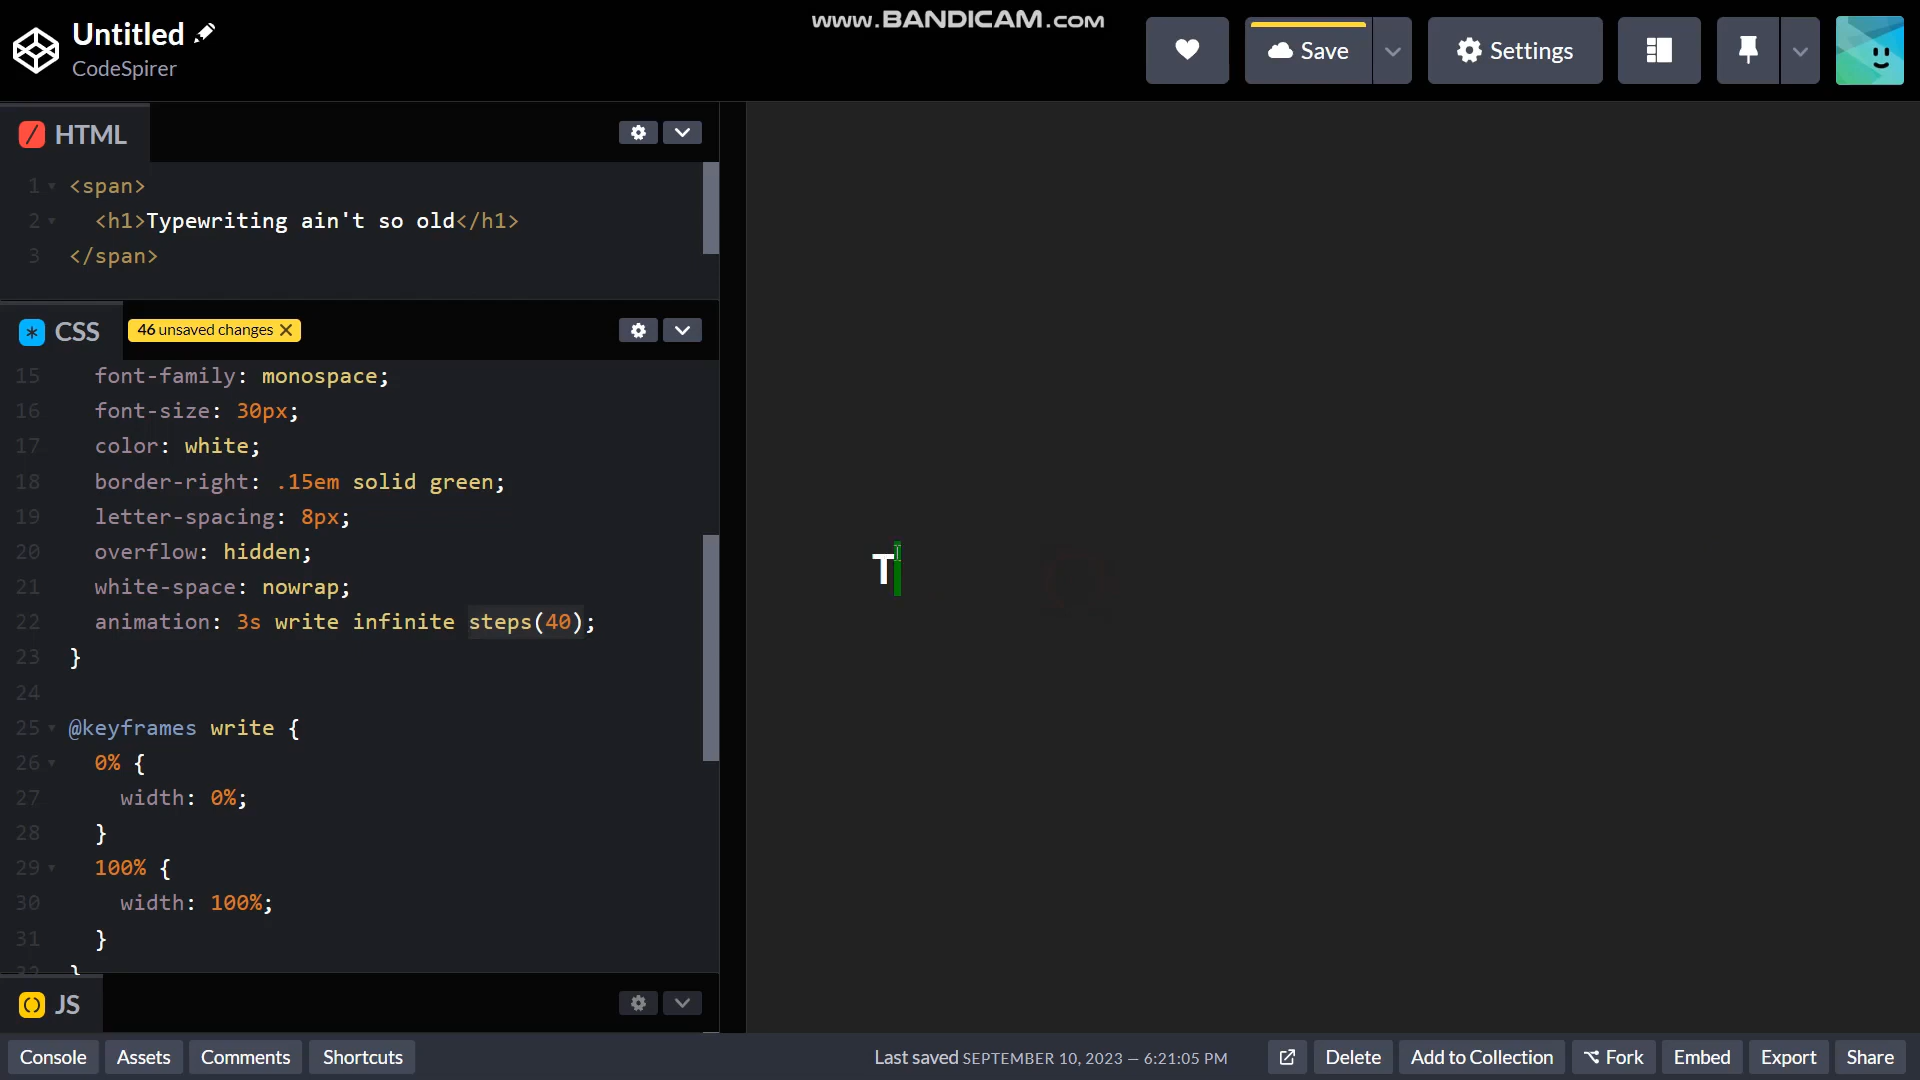 www.BANDICAM.com
Untitled
CodeSpirer
Save
Settings
HTML
1 <span>
2 <h1>Typewriting ain't so old</h1>
3 </span>
CSS
46 unsaved changes
15 font-family: monospace;
16 font-size: 30px;
17 color: white;
18 border-right: .15em solid green;
19 letter-spacing: 8px;
20 overflow: hidden;
21 white-space: nowrap;
22 animation: 3s write infinite steps(40);
23 }
24
25 @keyframes write {
26 0% {
27 width: 0%;
28 }
29 100% {
30 width: 100%;
31 }
32 }
T
JS
Console
Assets
Comments
Shortcuts
Last saved SEPTEMBER 10, 2023 — 6:21:05 PM
Delete
Add to Collection
Fork
Embed
Export
Share